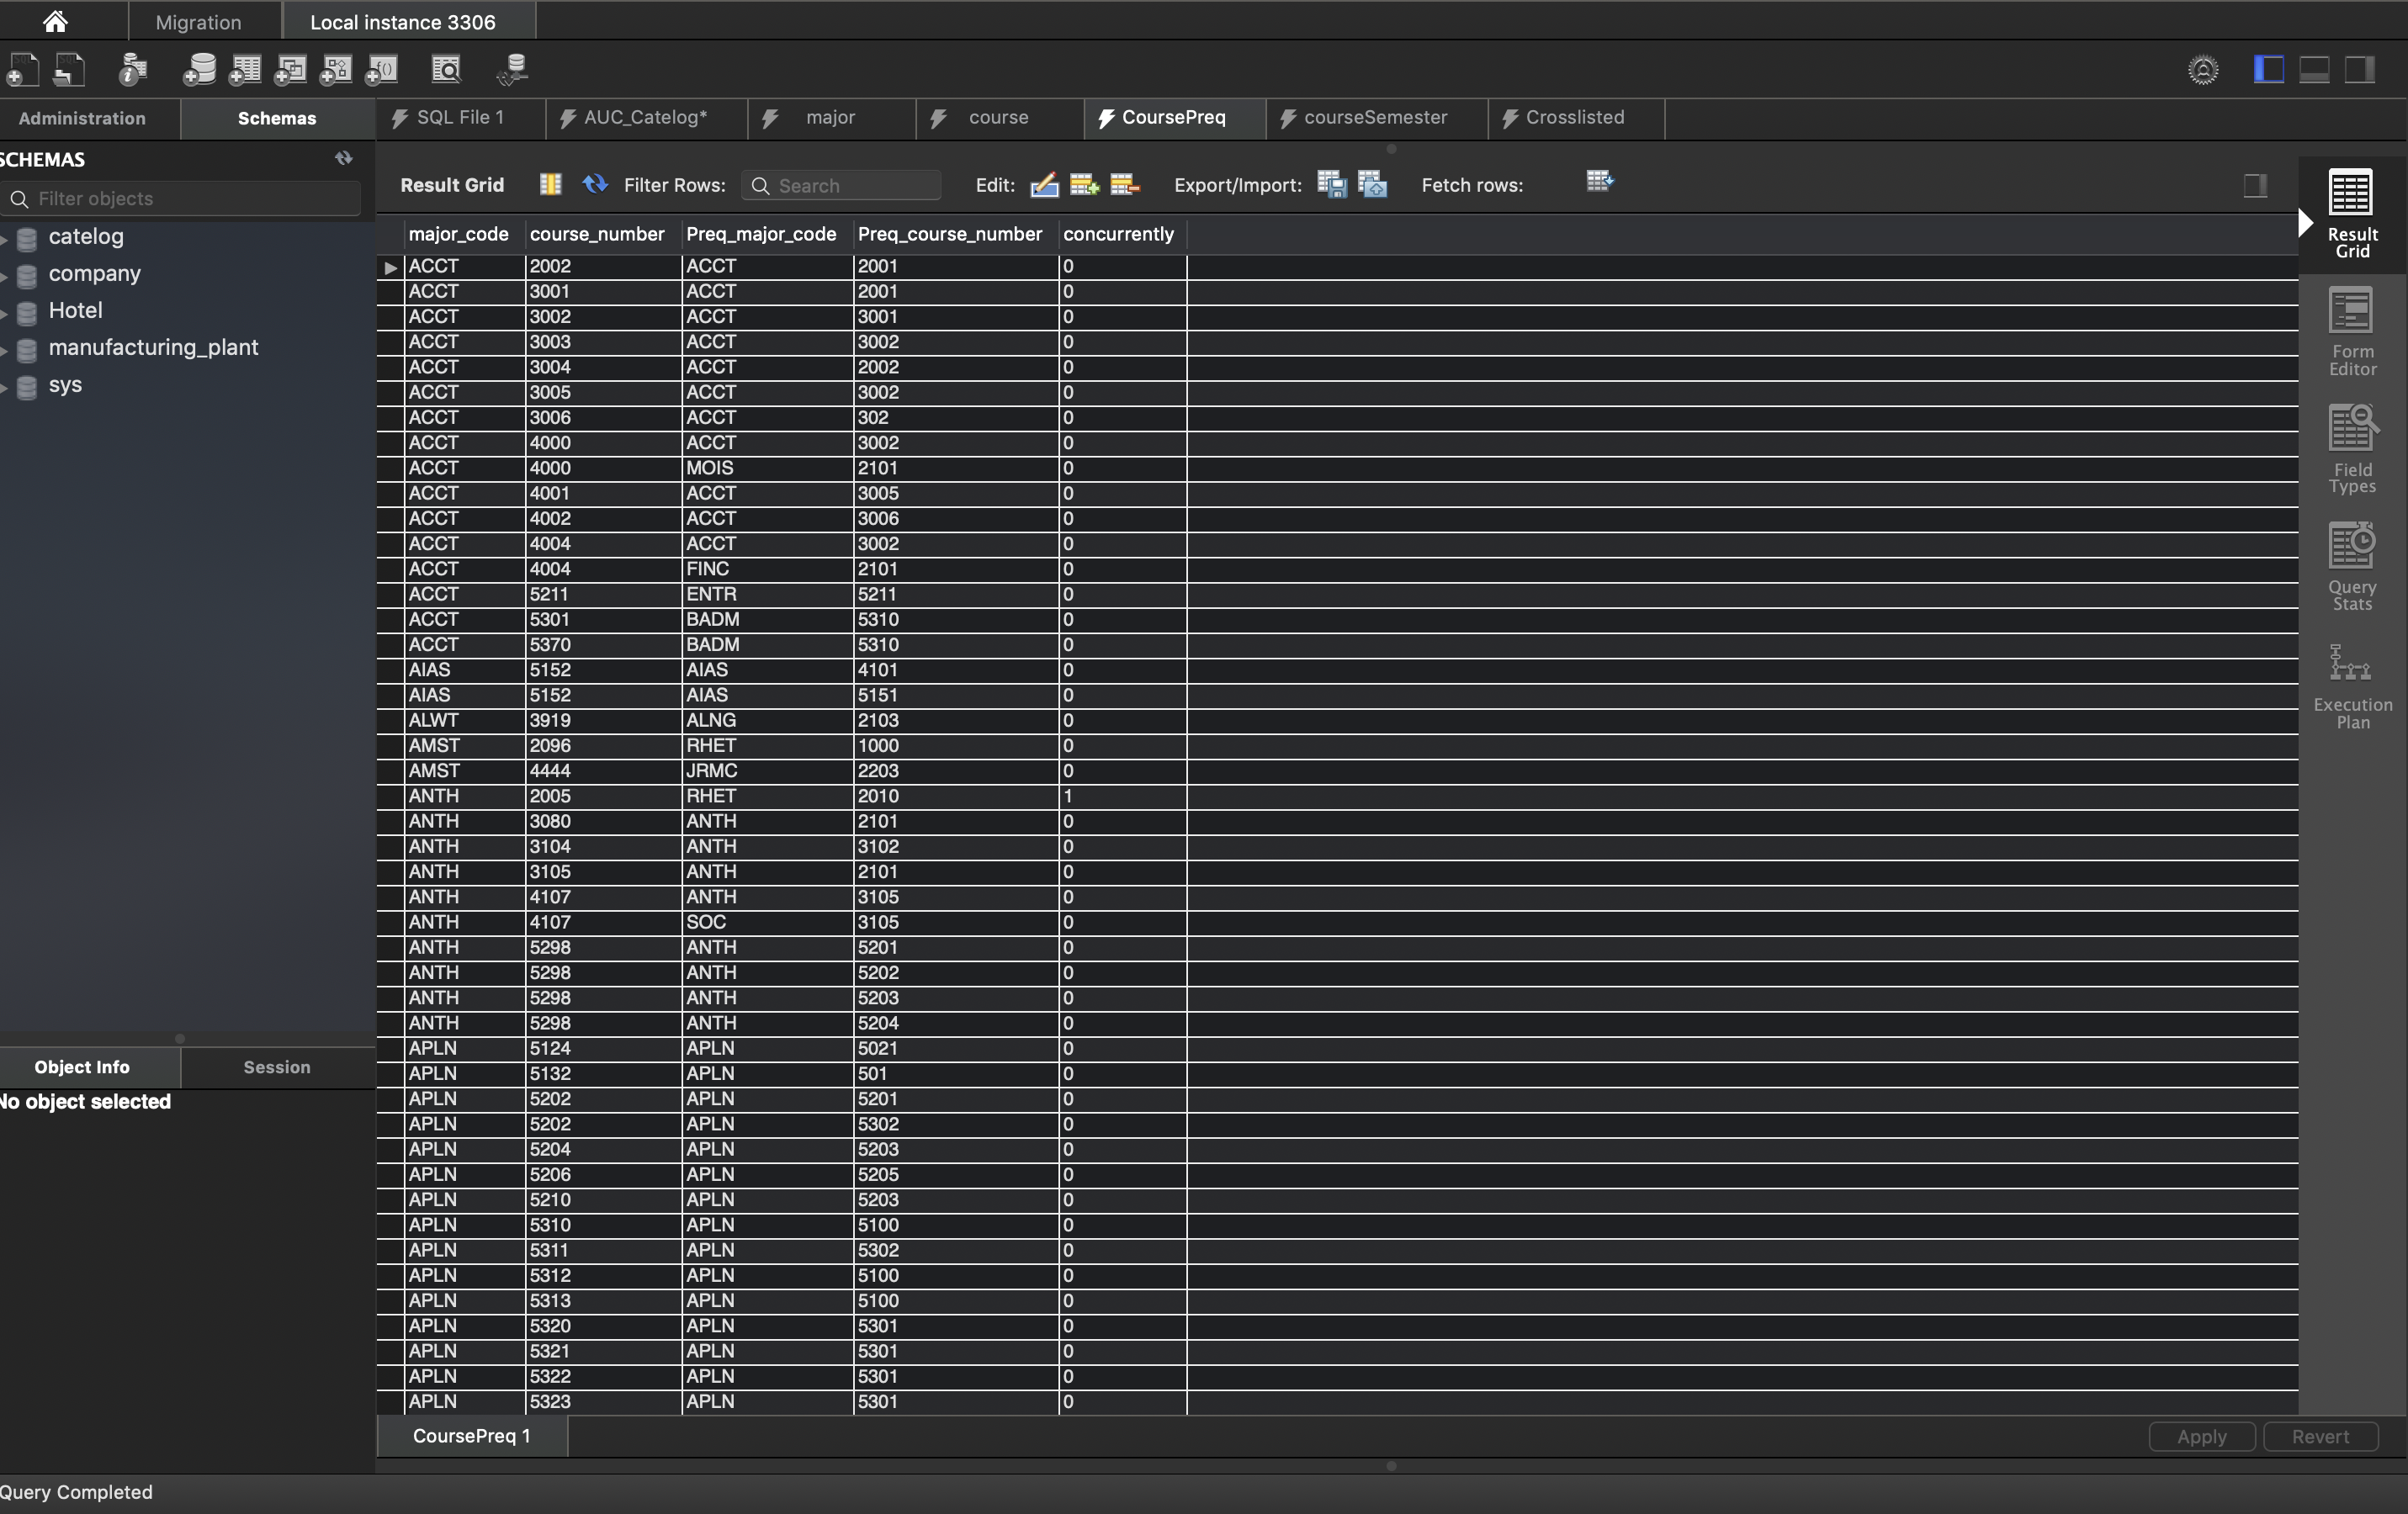 Migration
Local instance 3306
Administration
Schemas
SQL File 1
AUC_Catelog*
major
course
CoursePreq
courseSemester
Crosslisted
SCHEMAS
Filter objects
catelog
company
Hotel
manufacturing_plant
sys
Object Info
Session
No object selected
Result Grid
Filter Rows:
Search
Edit:
Export/Import:
Fetch rows:
major_code course_number Preq_major_code Preq_course_number concurrently
ACCT 2002 ACCT 2001 0
ACCT 3001 ACCT 2001 0
ACCT 3002 ACCT 3001 0
ACCT 3003 ACCT 3002 0
ACCT 3004 ACCT 2002 0
ACCT 3005 ACCT 3002 0
ACCT 3006 ACCT 302 0
ACCT 4000 ACCT 3002 0
ACCT 4000 MOIS 2101 0
ACCT 4001 ACCT 3005 0
ACCT 4002 ACCT 3006 0
ACCT 4004 ACCT 3002 0
ACCT 4004 FINC 2101 0
ACCT 5211 ENTR 5211 0
ACCT 5301 BADM 5310 0
ACCT 5370 BADM 5310 0
AIAS 5152 AIAS 4101 0
AIAS 5152 AIAS 5151 0
ALWT 3919 ALNG 2103 0
AMST 2096 RHET 1000 0
AMST 4444 JRMC 2203 0
ANTH 2005 RHET 2010 1
ANTH 3080 ANTH 2101 0
ANTH 3104 ANTH 3102 0
ANTH 3105 ANTH 2101 0
ANTH 4107 ANTH 3105 0
ANTH 4107 SOC 3105 0
ANTH 5298 ANTH 5201 0
ANTH 5298 ANTH 5202 0
ANTH 5298 ANTH 5203 0
ANTH 5298 ANTH 5204 0
APLN 5124 APLN 5021 0
APLN 5132 APLN 501 0
APLN 5202 APLN 5201 0
APLN 5202 APLN 5302 0
APLN 5204 APLN 5203 0
APLN 5206 APLN 5205 0
APLN 5210 APLN 5203 0
APLN 5310 APLN 5100 0
APLN 5311 APLN 5302 0
APLN 5312 APLN 5100 0
APLN 5313 APLN 5100 0
APLN 5320 APLN 5301 0
APLN 5321 APLN 5301 0
APLN 5322 APLN 5301 0
APLN 5323 APLN 5301 0
Result
Grid
Form
Editor
Field
Types
Query
Stats
Execution
Plan
CoursePreq 1
Apply
Revert
Query Completed